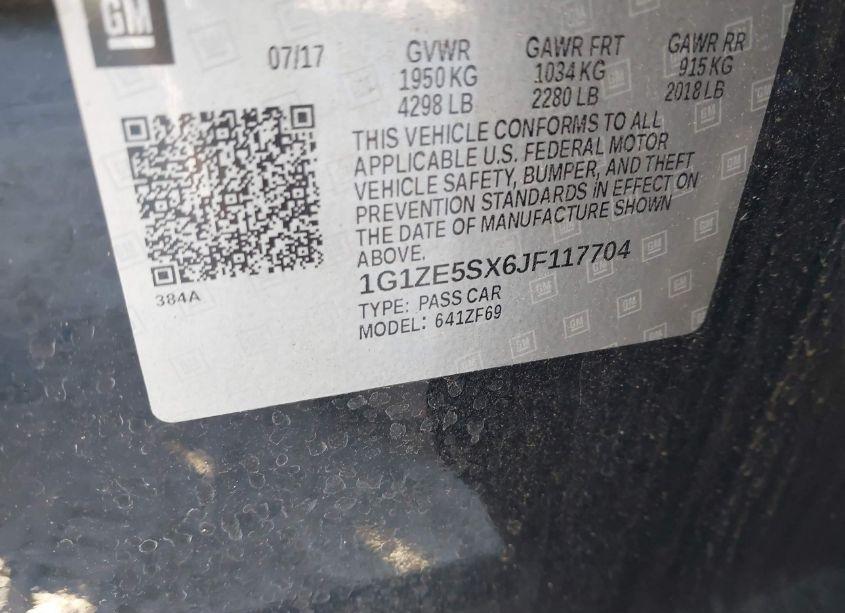 GM
07/17 GVWR GAWR FRT GAWR RR
1950 KG 1034 KG 915 KG
4298 LB 2280 LB 2018 LB
THIS VEHICLE CONFORMS TO ALL
APPLICABLE U.S. FEDERAL MOTOR
VEHICLE SAFETY, BUMPER, AND THEFT
PREVENTION STANDARDS IN EFFECT ON
THE DATE OF MANUFACTURE SHOWN
ABOVE.
1G1ZE5SX6JF117704
384A
TYPE: PASS CAR
MODEL: 641ZF69